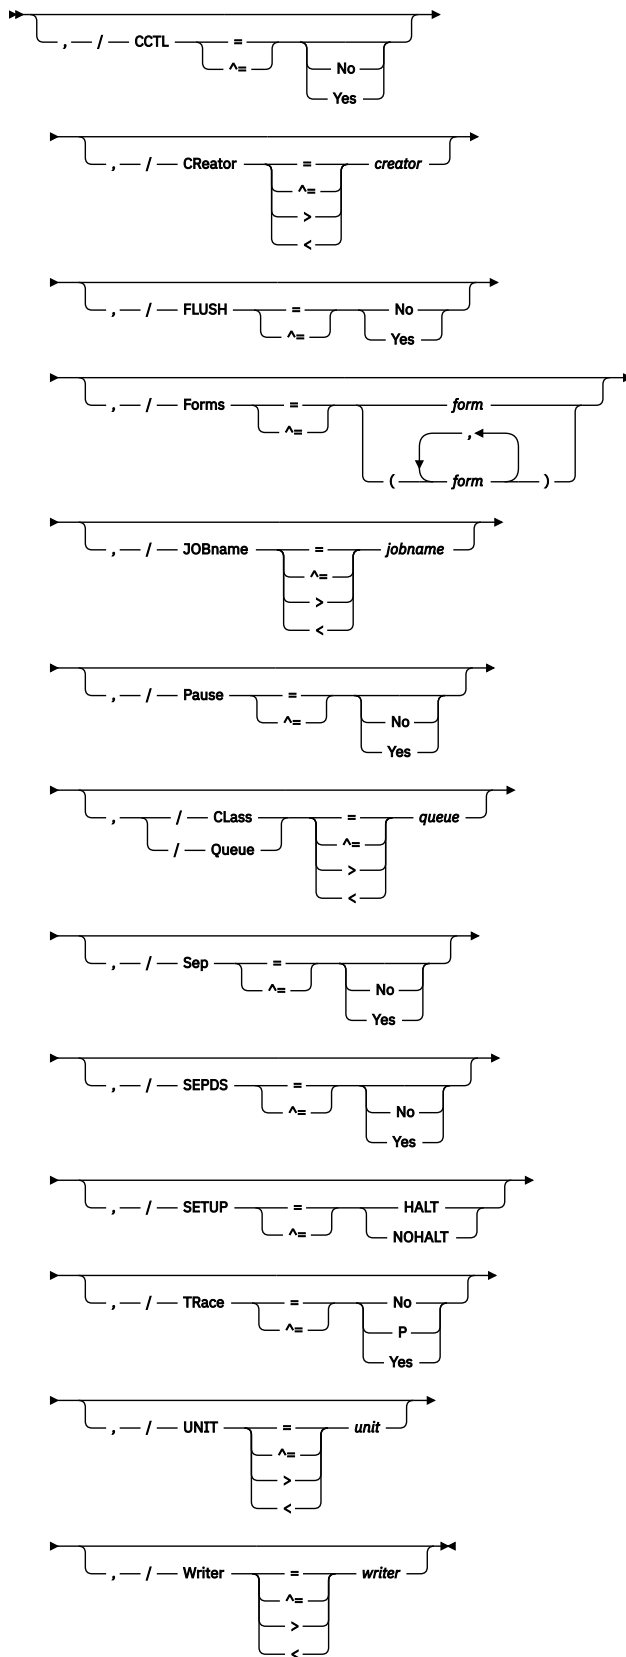 , / CCTL =
^= No
Yes
, / CReator = creator
^=
>
<
, / FLUSH = No
^= Yes
, / Forms = form
^= ,
( form )
, / JOBname = jobname
^=
>
<
, / Pause =
^= No
Yes
, / CLass = queue
/ Queue ^=
>
<
, / Sep =
^= No
Yes
, / SEPDS =
^= No
Yes
, / SETUP = HALT
^= NOHALT
, / TRace = No
^= P
Yes
, / UNIT = unit
^=
>
<
, / Writer = writer
^=
>
<